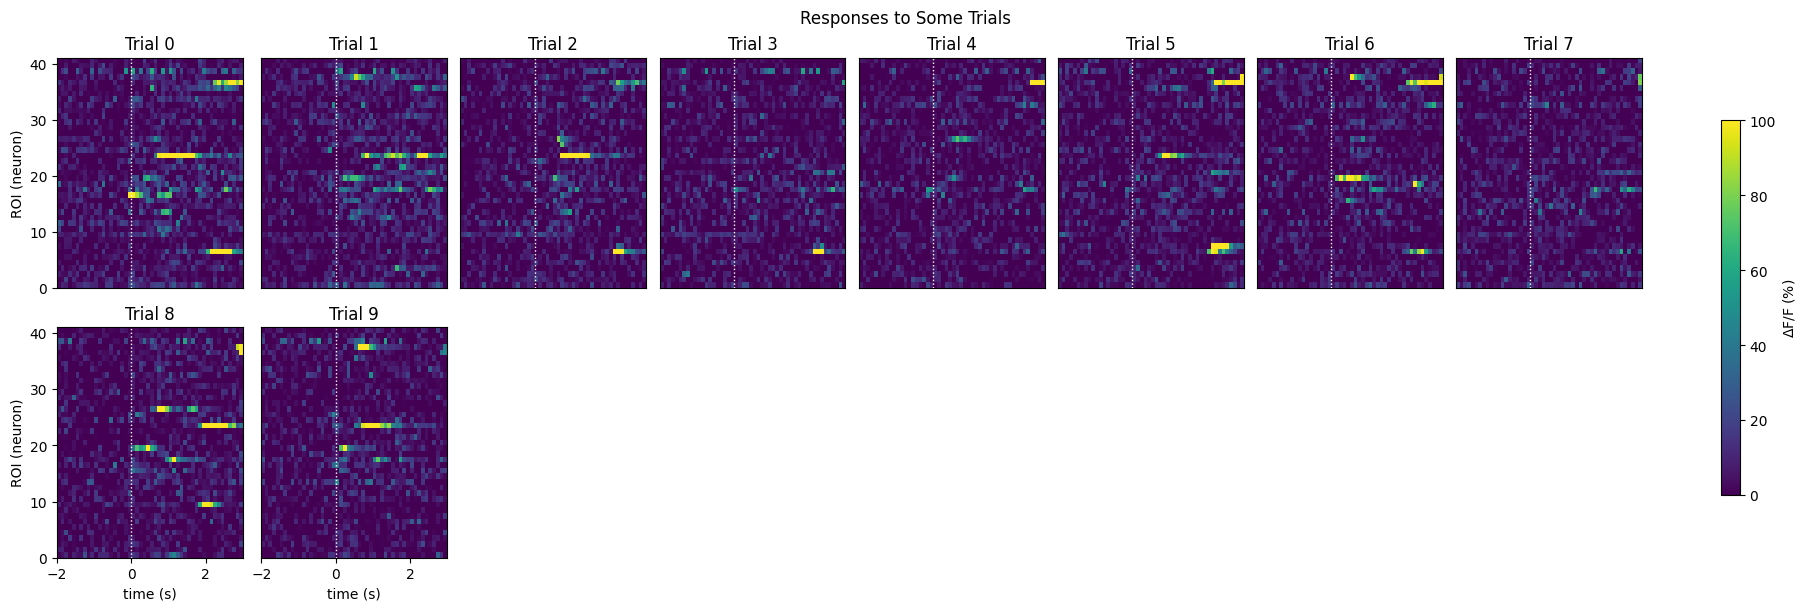 Responses to Some Trials
Trial 0 Trial 1 Trial 2 Trial 3 Trial 4 Trial 5 Trial 6 Trial 7
ROI (neuron)
40
30
20
10
0
Trial 8 Trial 9
ROI (neuron)
40
30
20
10
0
−2 0 2 −2 0 2
time (s) time (s)
100
80
60
40
20
0
ΔF/F (%)